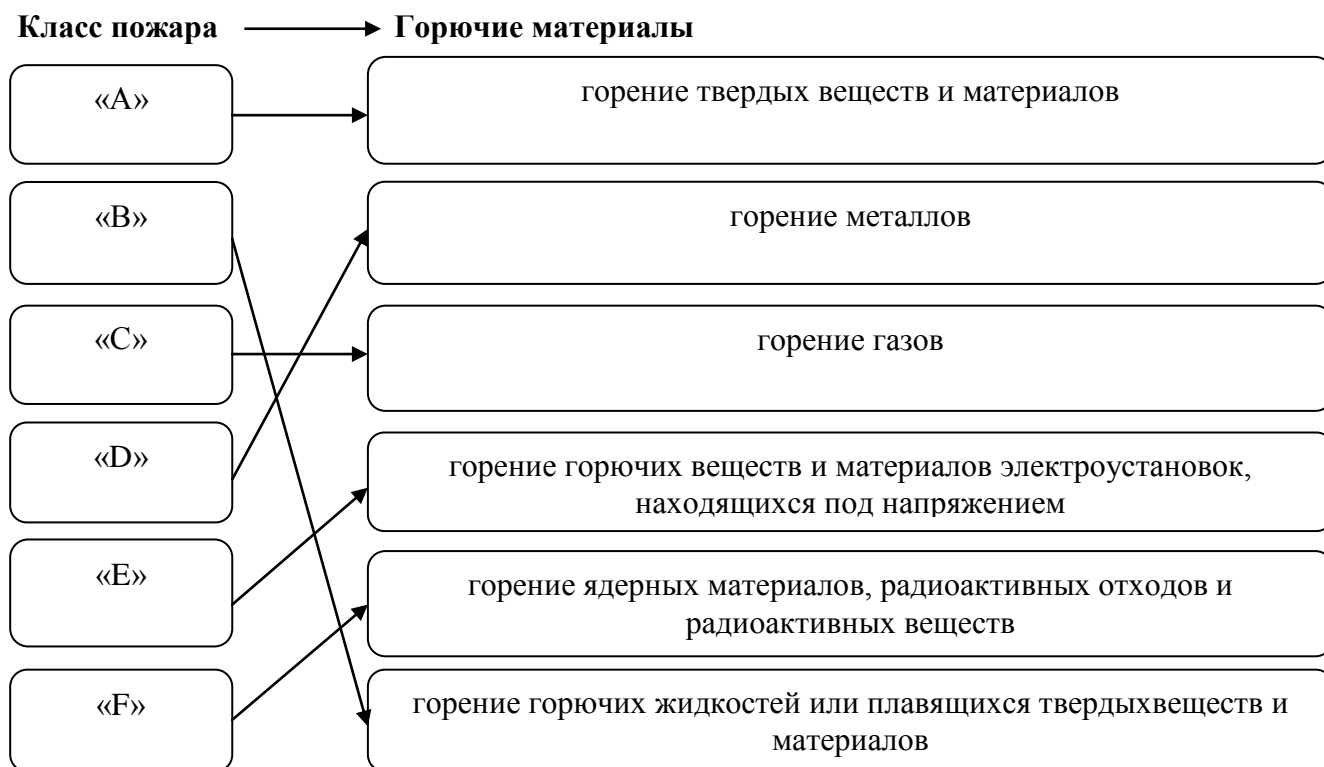 Класс пожара Горючие материалы
«А» горение твердых веществ и материалов
«В» горение металлов
«С» горение газов
«D» горение горючих веществ и материалов электроустановок,
находящихся под напряжением
«Е» горение ядерных материалов, радиоактивных отходов и
радиоактивных веществ
«F» горение горючих жидкостей или плавящихся твердыхвеществ и
материалов